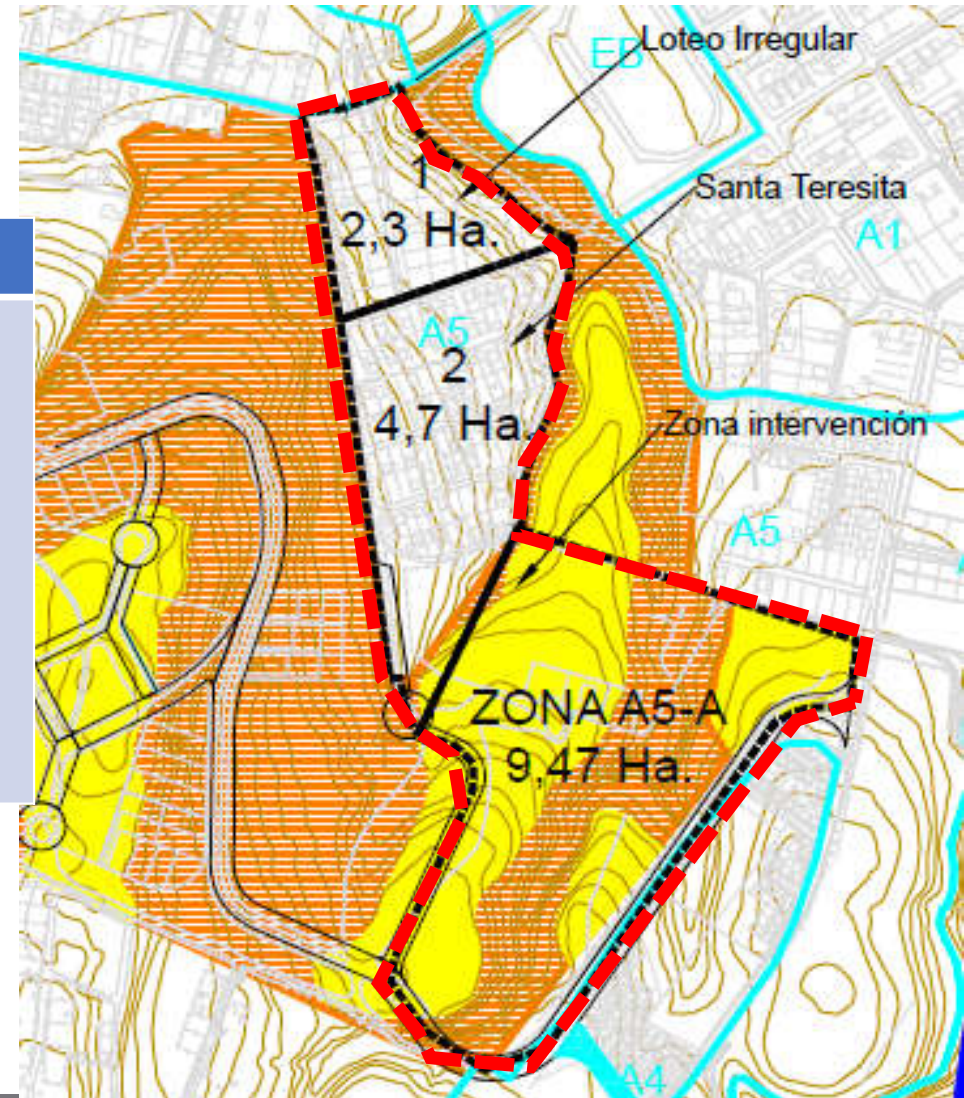 Loteo Irregular
EB
1
Santa Teresita
2,3 Ha.
A1
A5
2
4,7 Ha.
Zona intervención
A5
ZONA A5-A
9,47 Ha.
A4